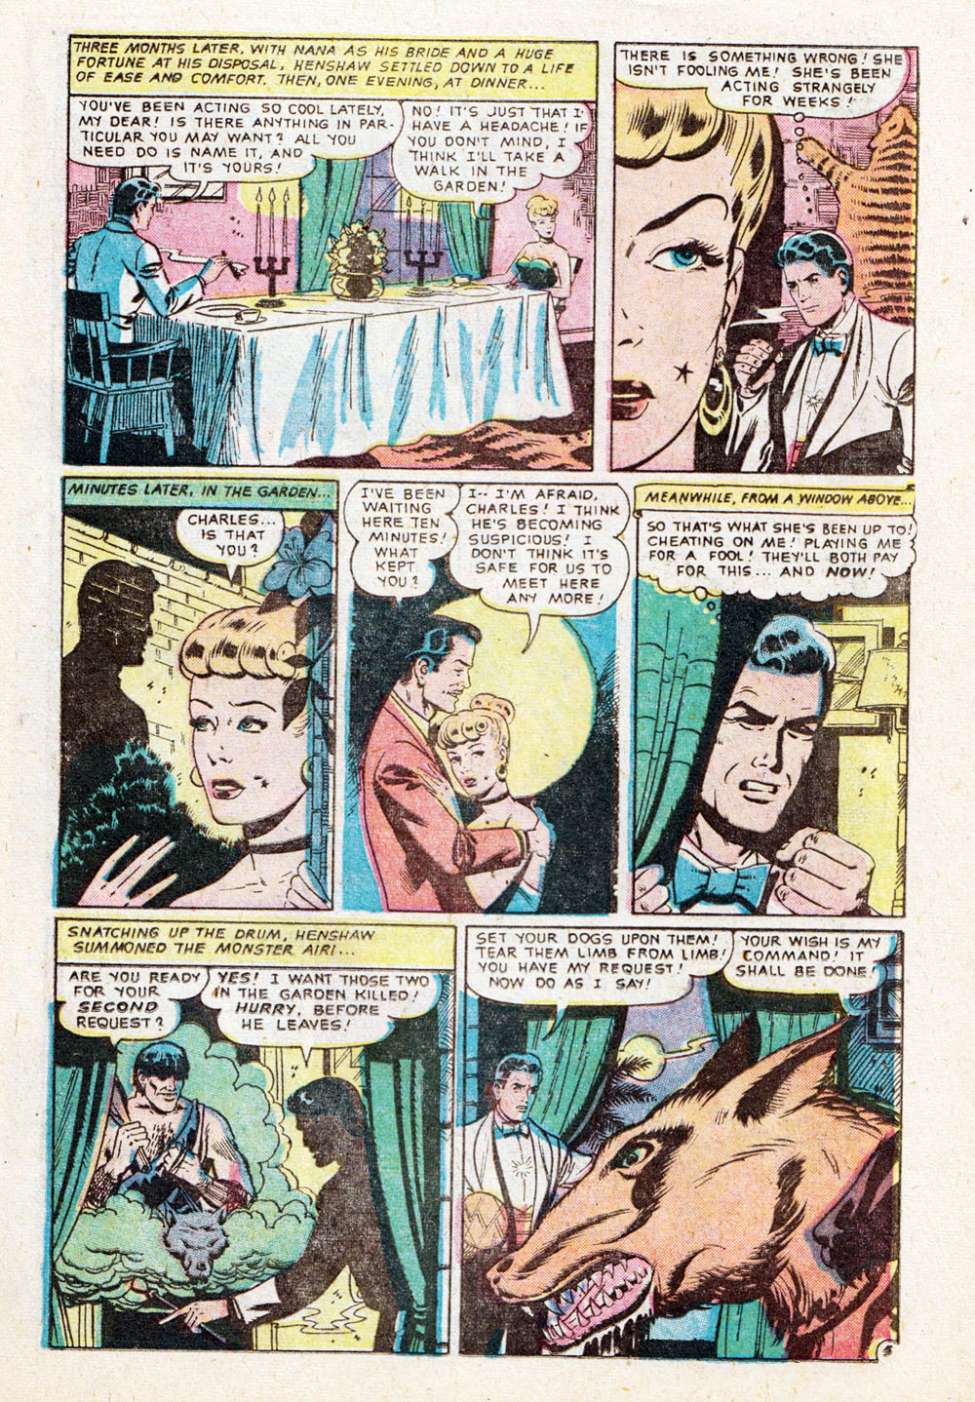 THREE MONTHS LATER, WITH NANA AS HIS BRIDE AND A HUGE
FORTUNE AT HIS DISPOSAL, HENSHAW SETTLED DOWN TO A LIFE
OF EASE AND COMFORT. THEN, ONE EVENING, AT DINNER...
YOU'VE BEEN ACTING SO COOL LATELY,
MY DEAR! IS THERE ANYTHING IN PAR-
TICULAR YOU MAY WANT? ALL YOU
NEED DO IS NAME IT, AND
IT'S YOURS!
NO! IT'S JUST THAT I
HAVE A HEADACHE! IF
YOU DON'T MIND, I
THINK I'LL TAKE A
WALK IN THE
GARDEN!
THERE IS SOMETHING WRONG! SHE
ISN'T FOOLING ME! SHE'S BEEN
ACTING STRANGELY
FOR WEEKS!
MINUTES LATER, IN THE GARDEN...
CHARLES...
IS THAT
YOU?
I'VE BEEN
WAITING
HERE TEN
MINUTES!
WHAT
KEPT
YOU?
I-- I'M AFRAID,
CHARLES! I THINK
HE'S BECOMING
SUSPICIOUS! I
DON'T THINK IT'S
SAFE FOR US TO
MEET HERE
ANY MORE!
MEANWHILE, FROM A WINDOW ABOVE...
SO THAT'S WHAT SHE'S BEEN UP TO!
CHEATING ON ME! PLAYING ME
FOR A FOOL! THEY'LL BOTH PAY
FOR THIS... AND NOW!
SNATCHING UP THE DRUM, HENSHAW
SUMMONED THE MONSTER AIRI...
ARE YOU READY
FOR YOUR
SECOND
REQUEST?
YES! I WANT THOSE TWO
IN THE GARDEN KILLED!
HURRY, BEFORE
HE LEAVES!
SET YOUR DOGS UPON THEM!
TEAR THEM LIMB FROM LIMB!
YOU HAVE MY REQUEST!
NOW DO AS I SAY!
YOUR WISH IS MY
COMMAND! IT
SHALL BE DONE!